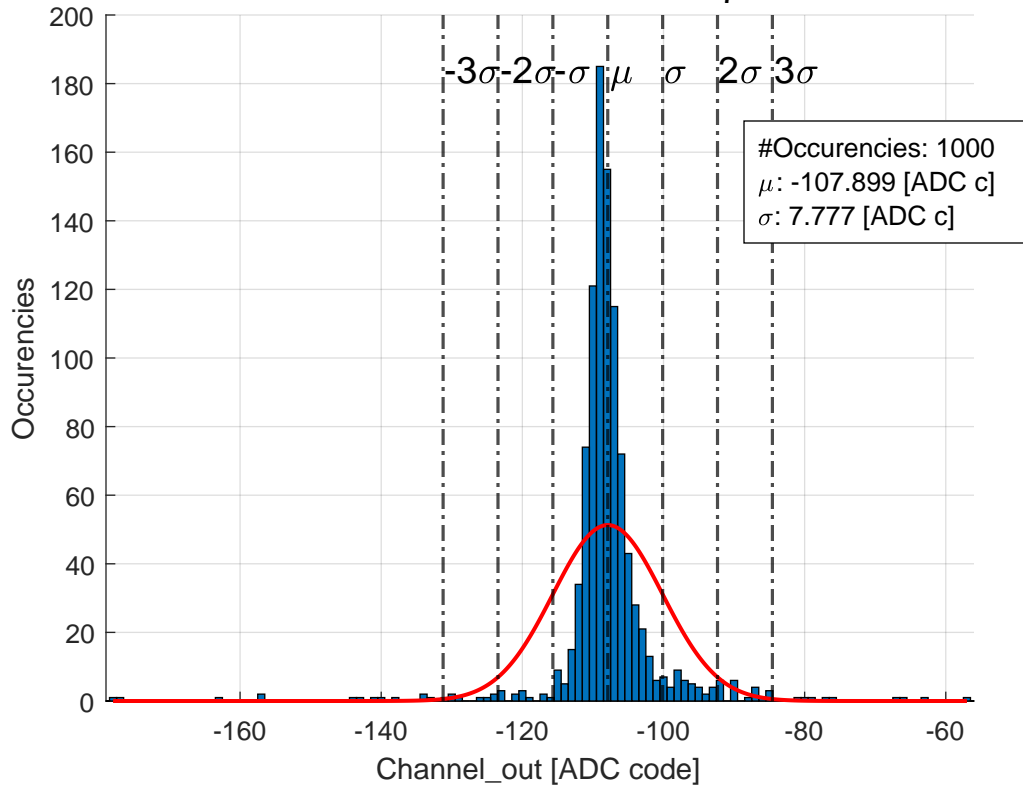 200
180
160
140
120
100
80
60
40
20
0
Occurencies
-3σ -2σ -σ μ σ 2σ 3σ
#Occurencies: 1000
μ: -107.899 [ADC c]
σ: 7.777 [ADC c]
-160 -140 -120 -100 -80 -60
Channel_out [ADC code]